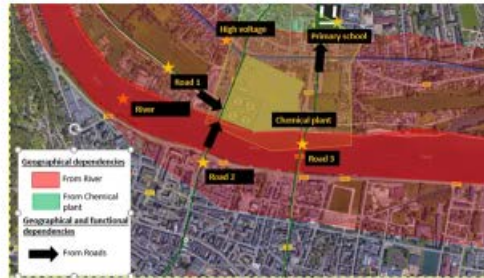 High voltage
Primary school
Road 1
River
Chemical plant
Road 2
Road 3
Geographical dependencies
From River
From Chemical
plant
Geographical and functional
dependencies
From Roads